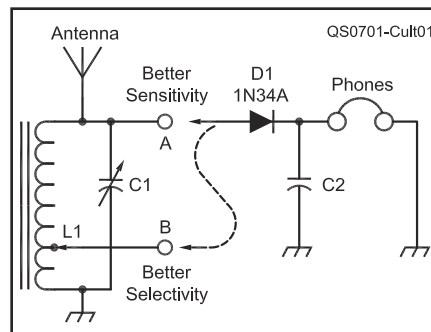 QS0701-Cult01
Antenna
Better
Sensitivity
D1
1N34A
Phones
A
C1
C2
L1
B
Better
Selectivity